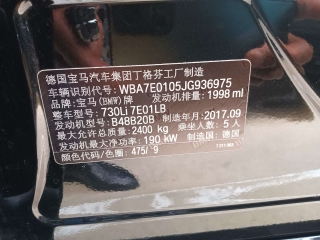 德国宝马汽车集团丁格芬工厂制造
车辆识别代号: WBA7E0105JG936975
品牌: 宝马(BMW)牌 发动机排量: 1998 ml
整车型号: 730Li 7E01LB
发动机型号: B48B20B 制造年月: 2017.09
最大允许总质量: 2400 kg 乘坐人数: 5 人
发动机最大净功率: 190 kW 制造国: 德国
颜色代码/色圈: 475/ 9